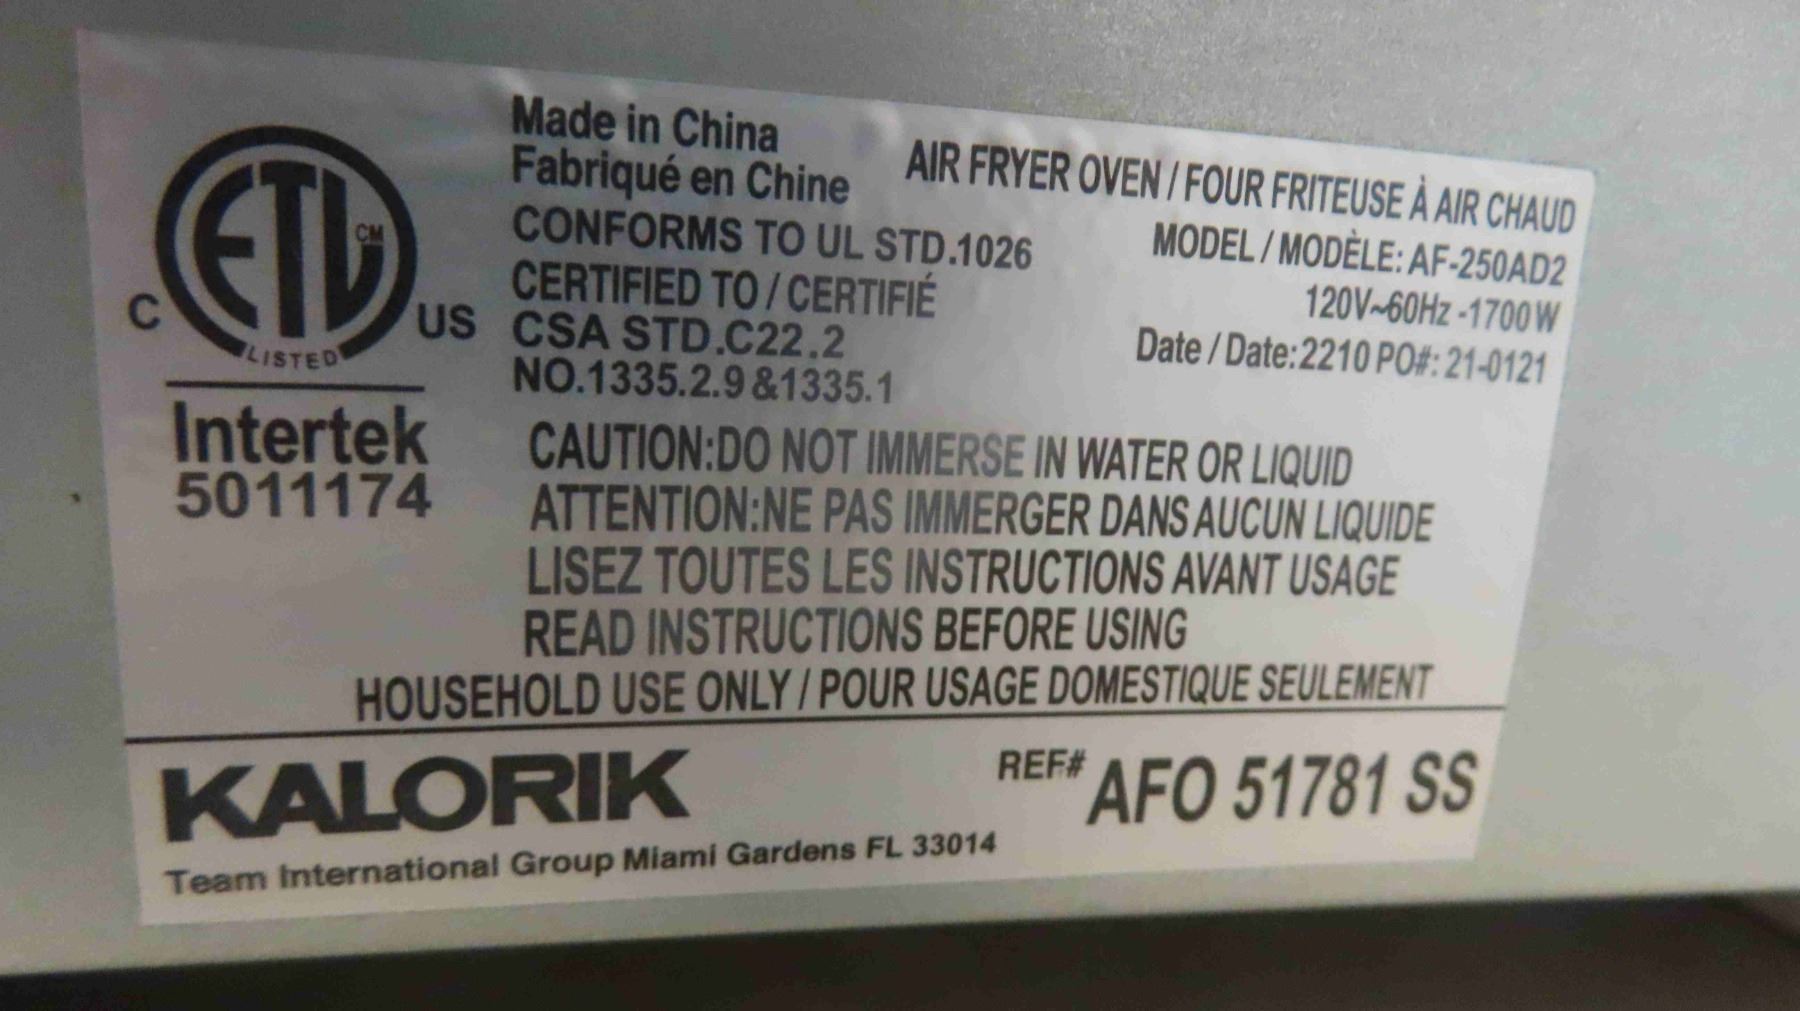 ETL
CM
C
US
LISTED
Intertek
5011174
Made in China
Fabriqué en Chine
CONFORMS TO UL STD.1026
CERTIFIED TO / CERTIFIÉ
CSA STD.C22.2
NO.1335.2.9 &1335.1
AIR FRYER OVEN / FOUR FRITEUSE À AIR CHAUD
MODEL / MODÈLE: AF-250AD2
120V~60Hz -1700W
Date / Date:2210 PO#: 21-0121
CAUTION:DO NOT IMMERSE IN WATER OR LIQUID
ATTENTION:NE PAS IMMERGER DANS AUCUN LIQUIDE
LISEZ TOUTES LES INSTRUCTIONS AVANT USAGE
READ INSTRUCTIONS BEFORE USING
HOUSEHOLD USE ONLY / POUR USAGE DOMESTIQUE SEULEMENT
KALORIK
REF# AFO 51781 SS
Team International Group Miami Gardens FL 33014